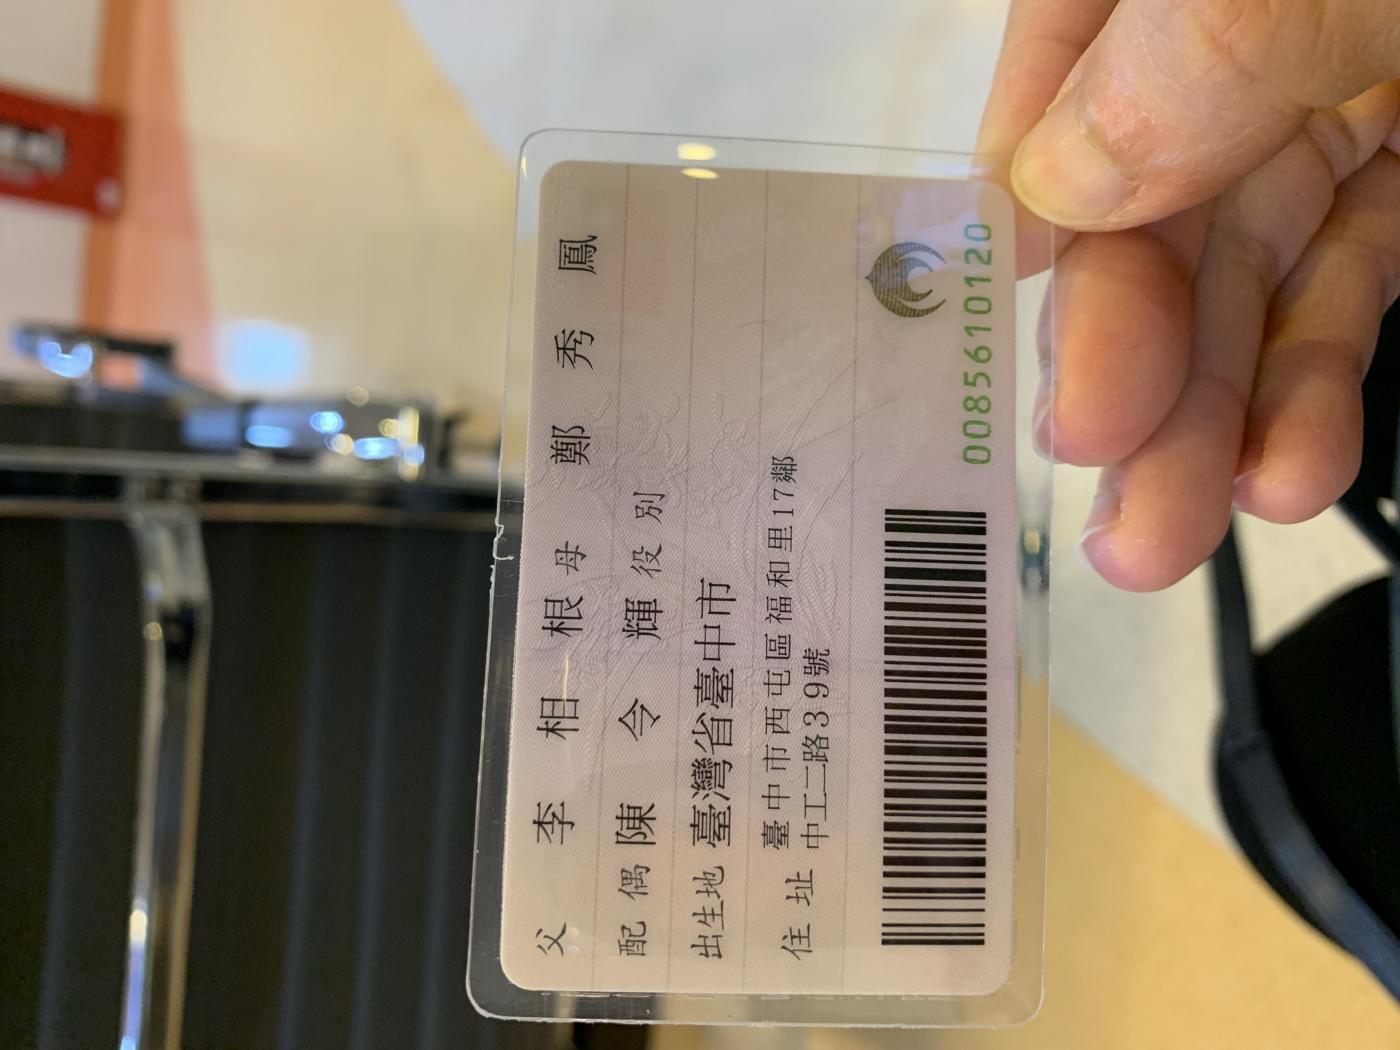 父 李 相 根 母 鄭 秀 鳳
配偶 陳 令 輝 役別
出生地 臺灣省臺中市
住址 臺中市西屯區福和里17鄰
中工二路39號
0085610120